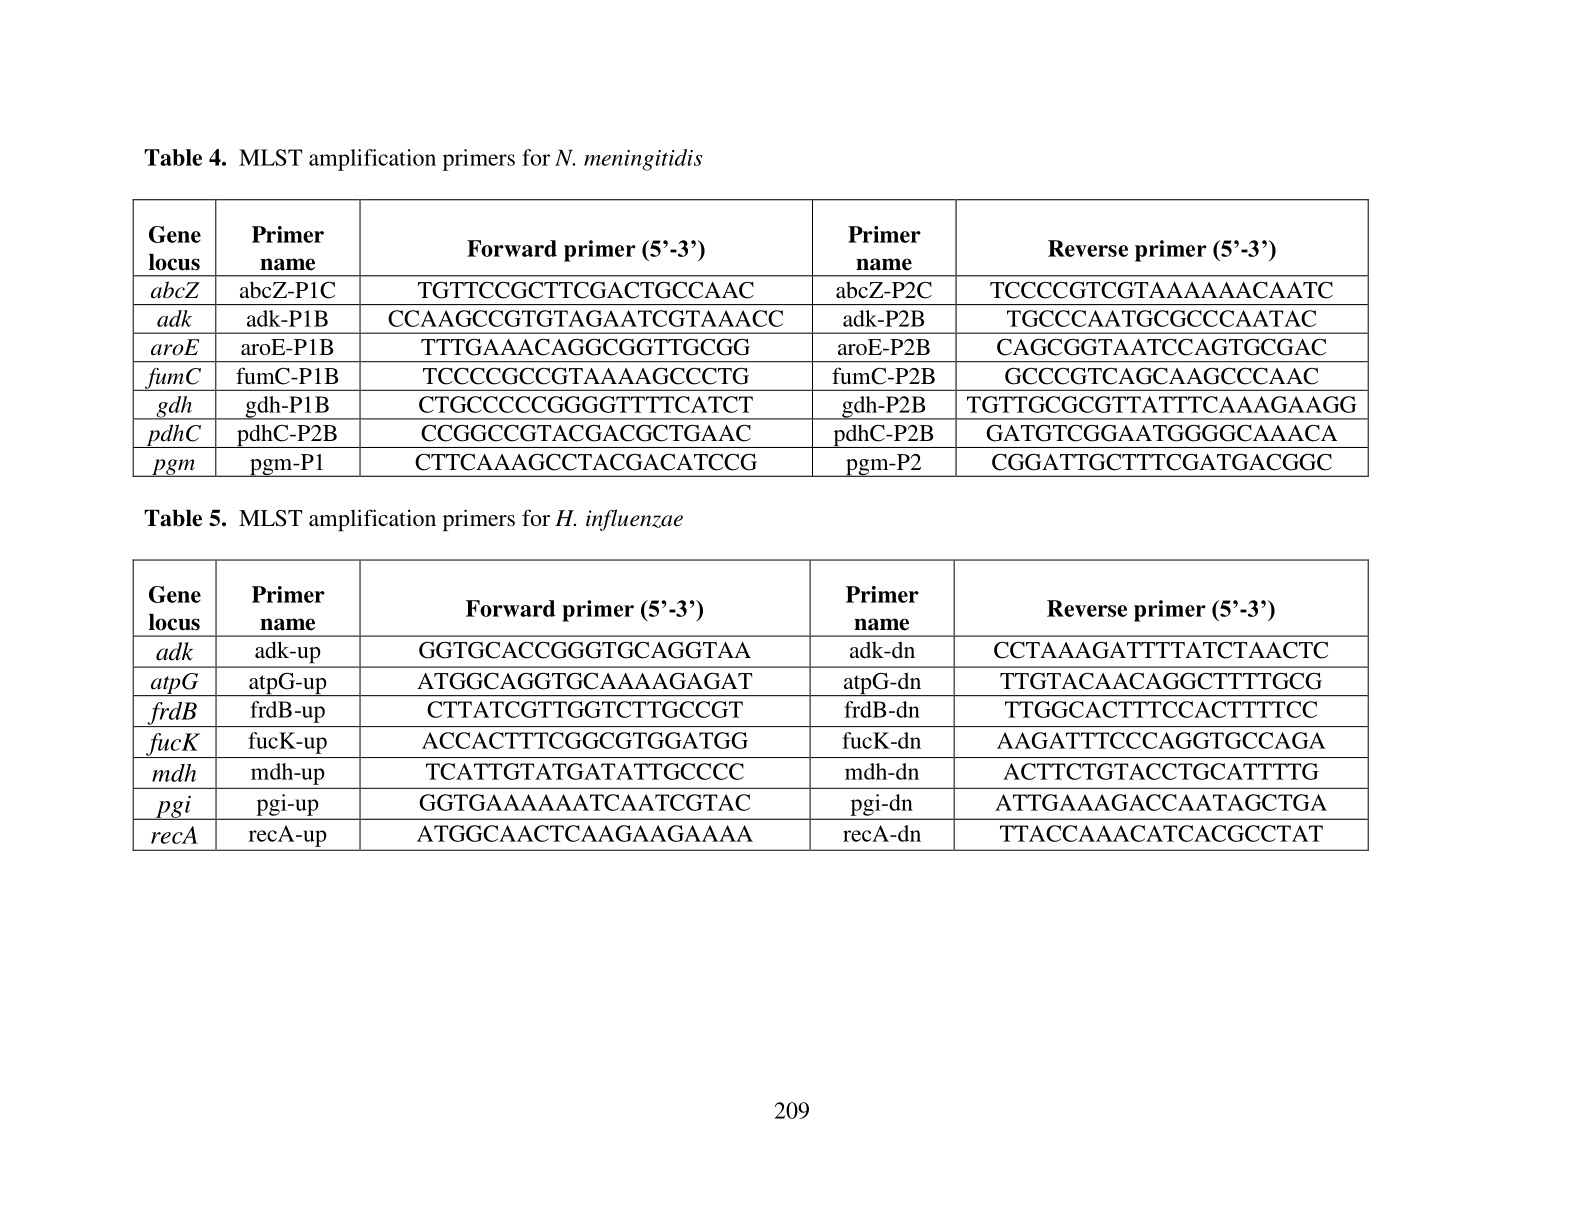 Table 4. MLST amplification primers for N. meningitidis
Gene locus Primer name Forward primer (5’-3’) Primer name Reverse primer (5’-3’)
abcZ abcZ-P1C TGTTCCGCTTCGACTGCCAAC abcZ-P2C TCCCCGTCGTAAAAAACAATC
adk adk-P1B CCAAGCCGTGTAGAATCGTAAACC adk-P2B TGCCCAATGCGCCCAATAC
aroE aroE-P1B TTTGAAACAGGCGGTTGCGG aroE-P2B CAGCGGTAATCCAGTGCGAC
fumC fumC-P1B TCCCCGCCGTAAAAGCCCTG fumC-P2B GCCCGTCAGCAAGCCCAAC
gdh gdh-P1B CTGCCCCCGGGGTTTTCATCT gdh-P2B TGTTGCGCGTTATTTCAAAGAAGG
pdhC pdhC-P2B CCGGCCGTACGACGCTGAAC pdhC-P2B GATGTCGGAATGGGGCAAACA
pgm pgm-P1 CTTCAAAGCCTACGACATCCG pgm-P2 CGGATTGCTTTCGATGACGGC
Table 5. MLST amplification primers for H. influenzae
Gene locus Primer name Forward primer (5’-3’) Primer name Reverse primer (5’-3’)
adk adk-up GGTGCACCGGGTGCAGGTAA adk-dn CCTAAAGATTTTATCTAACTC
atpG atpG-up ATGGCAGGTGCAAAAGAGAT atpG-dn TTGTACAACAGGCTTTTGCG
frdB frdB-up CTTATCGTTGGTCTTGCCGT frdB-dn TTGGCACTTTCCACTTTTCC
fucK fucK-up ACCACTTTCGGCGTGGATGG fucK-dn AAGATTTCCCAGGTGCCAGA
mdh mdh-up TCATTGTATGATATTGCCCC mdh-dn ACTTCTGTACCTGCATTTTG
pgi pgi-up GGTGAAAAAATCAATCGTAC pgi-dn ATTGAAAGACCAATAGCTGA
recA recA-up ATGGCAACTCAAGAAGAAAA recA-dn TTACCAAACATCACGCCTAT
209